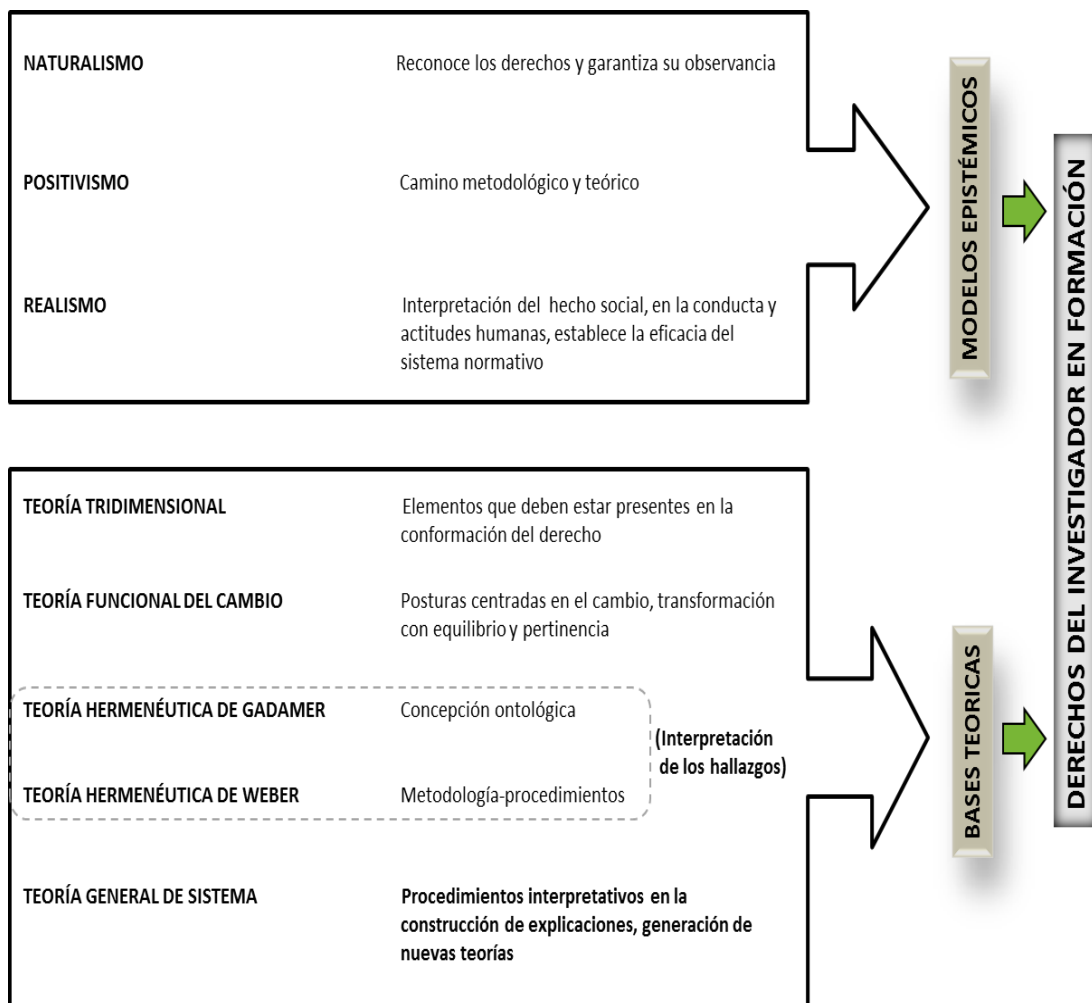 NATURALISMO
Reconoce los derechos y garantiza su observancia
POSITIVISMO
Camino metodológico y teórico
REALISMO
Interpretación del hecho social, en la conducta y
actitudes humanas, establece la eficacia del
sistema normativo
MODELOS EPISTÉMICOS
TEORÍA TRIDIMENSIONAL
Elementos que deben estar presentes en la
conformación del derecho
TEORÍA FUNCIONAL DEL CAMBIO
Posturas centradas en el cambio, transformación
con equilibrio y pertinencia
TEORÍA HERMENÉUTICA DE GADAMER
Concepción ontológica
TEORÍA HERMENÉUTICA DE WEBER
Metodología-procedimientos
(Interpretación
de los hallazgos)
TEORÍA GENERAL DE SISTEMA
Procedimientos interpretativos en la
construcción de explicaciones, generación de
nuevas teorías
BASES TEORICAS
DERECHOS DEL INVESTIGADOR EN FORMACIÓN